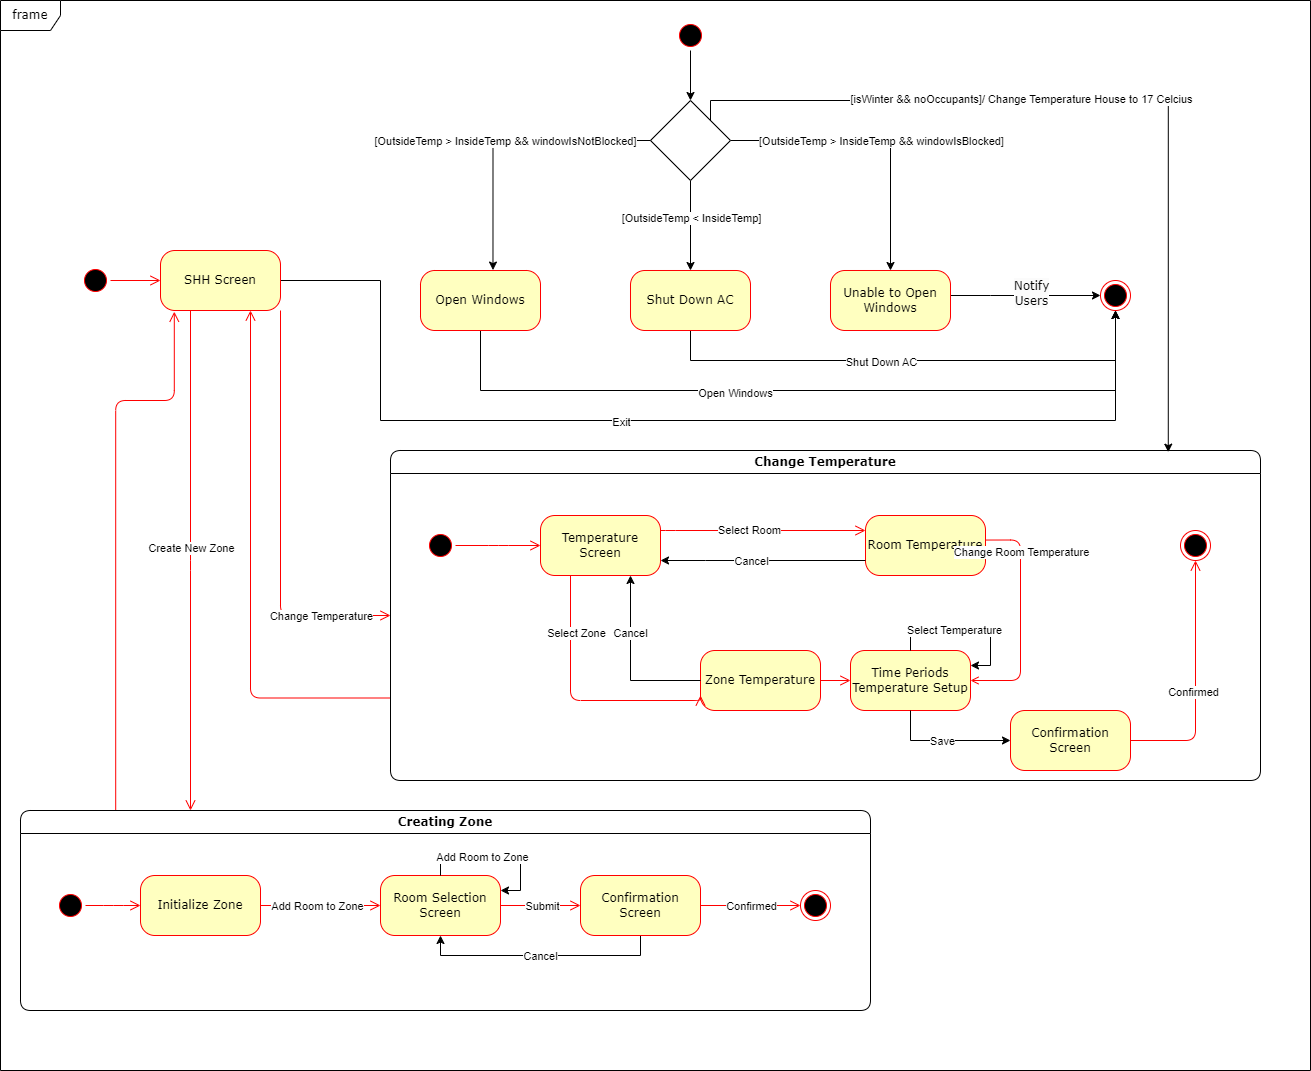 frame
[isWinter && noOccupants]/ Change Temperature House to 17 Celcius
[OutsideTemp > InsideTemp && windowIsNotBlocked]
[OutsideTemp > InsideTemp && windowIsBlocked]
[OutsideTemp < InsideTemp]
SHH Screen
Open Windows
Shut Down AC
Unable to Open
Windows
Notify
Users
Shut Down AC
Open Windows
Exit
Change Temperature
Temperature
Screen
Select Room
Room Temperature
Change Room Temperature
Cancel
Create New Zone
Change Temperature
Select Zone
Cancel
Select Temperature
Zone Temperature
Time Periods
Temperature Setup
Confirmed
Save
Confirmation
Screen
Creating Zone
Add Room to Zone
Initialize Zone
Add Room to Zone
Room Selection
Screen
Submit
Confirmation
Screen
Confirmed
Cancel